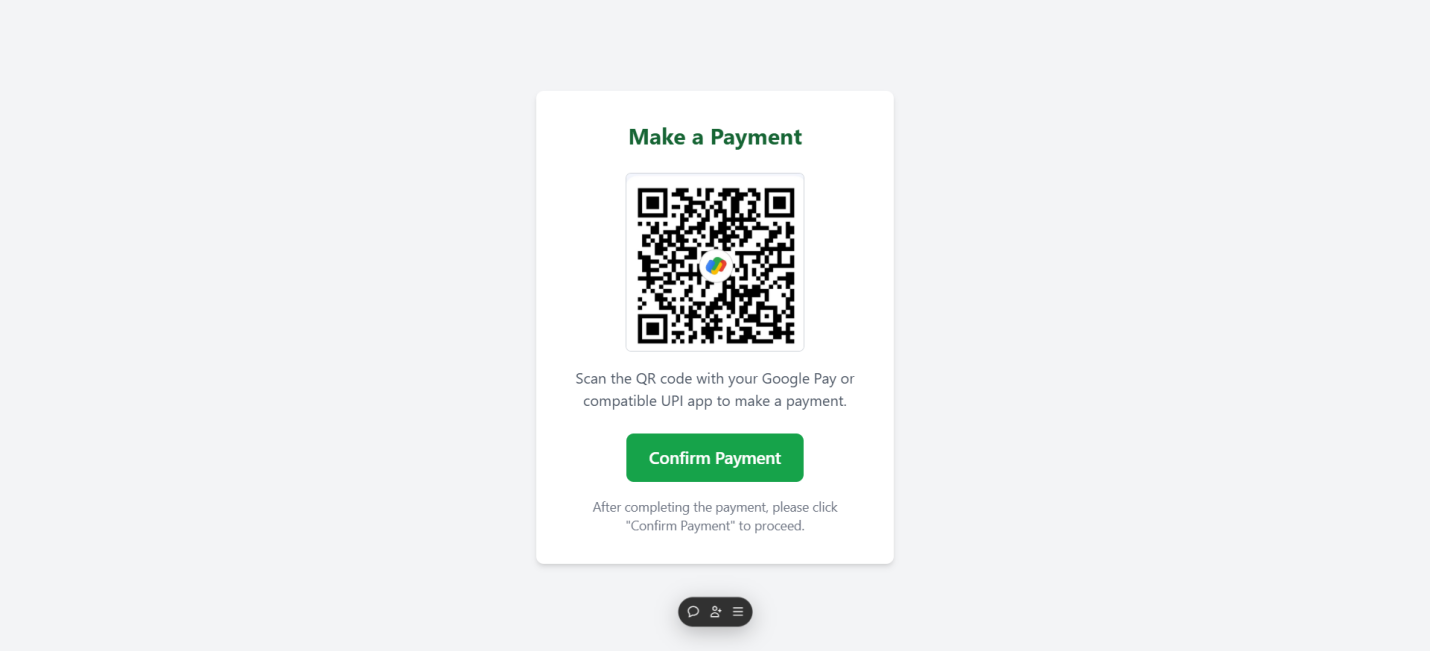 Make a Payment
Scan the QR code with your Google Pay or
compatible UPI app to make a payment.
Confirm Payment
After completing the payment, please click
"Confirm Payment" to proceed.